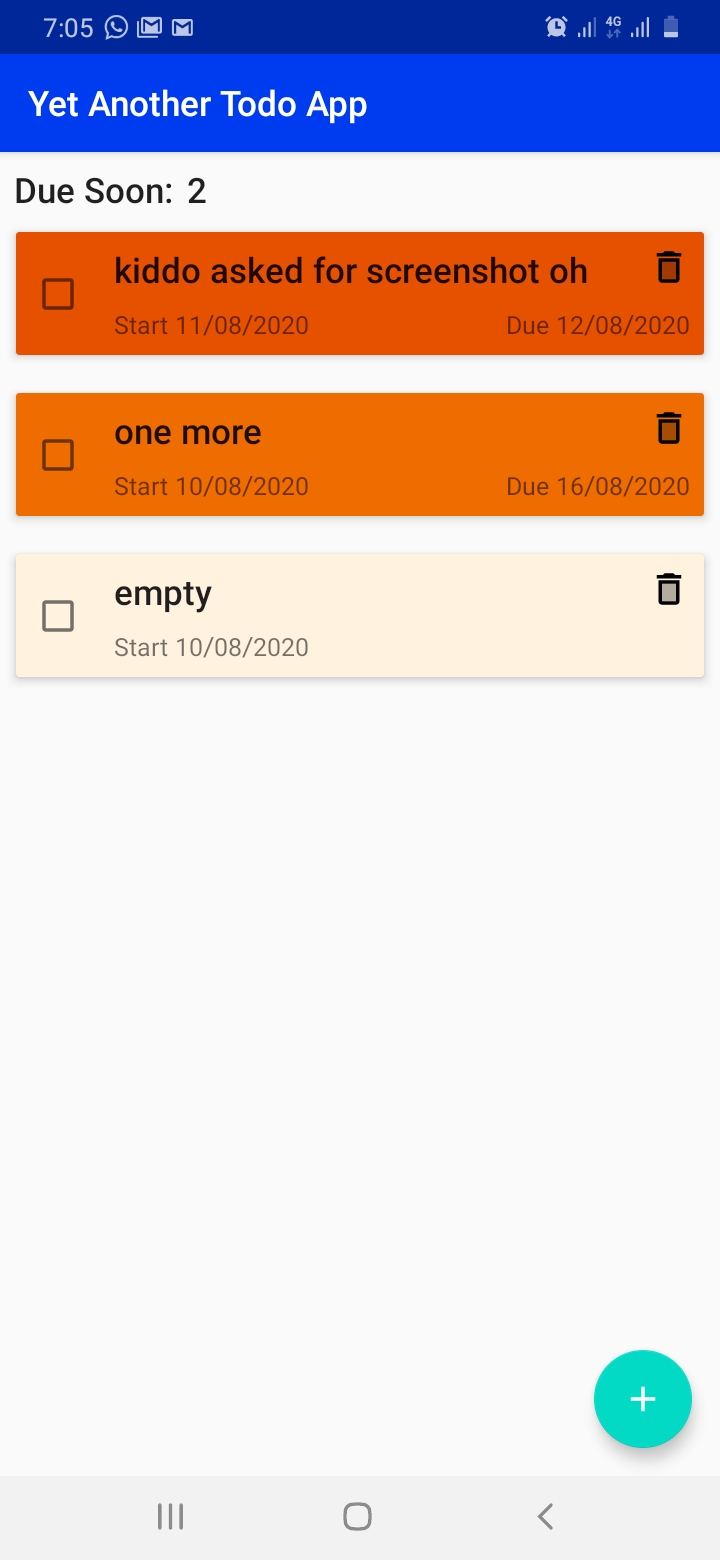 7:05
4G
Yet Another Todo App
Due Soon: 2
kiddo asked for screenshot oh
Start 11/08/2020 Due 12/08/2020
one more
Start 10/08/2020 Due 16/08/2020
empty
Start 10/08/2020